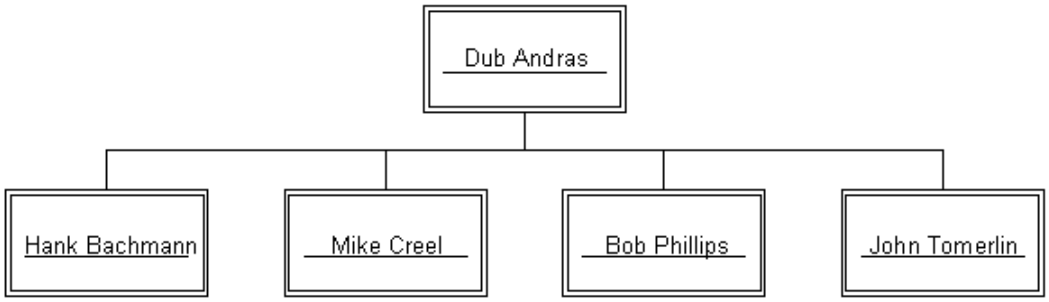 Dub Andras
Hank Bachmann
Mike Creel
Bob Phillips
John Tomerlin